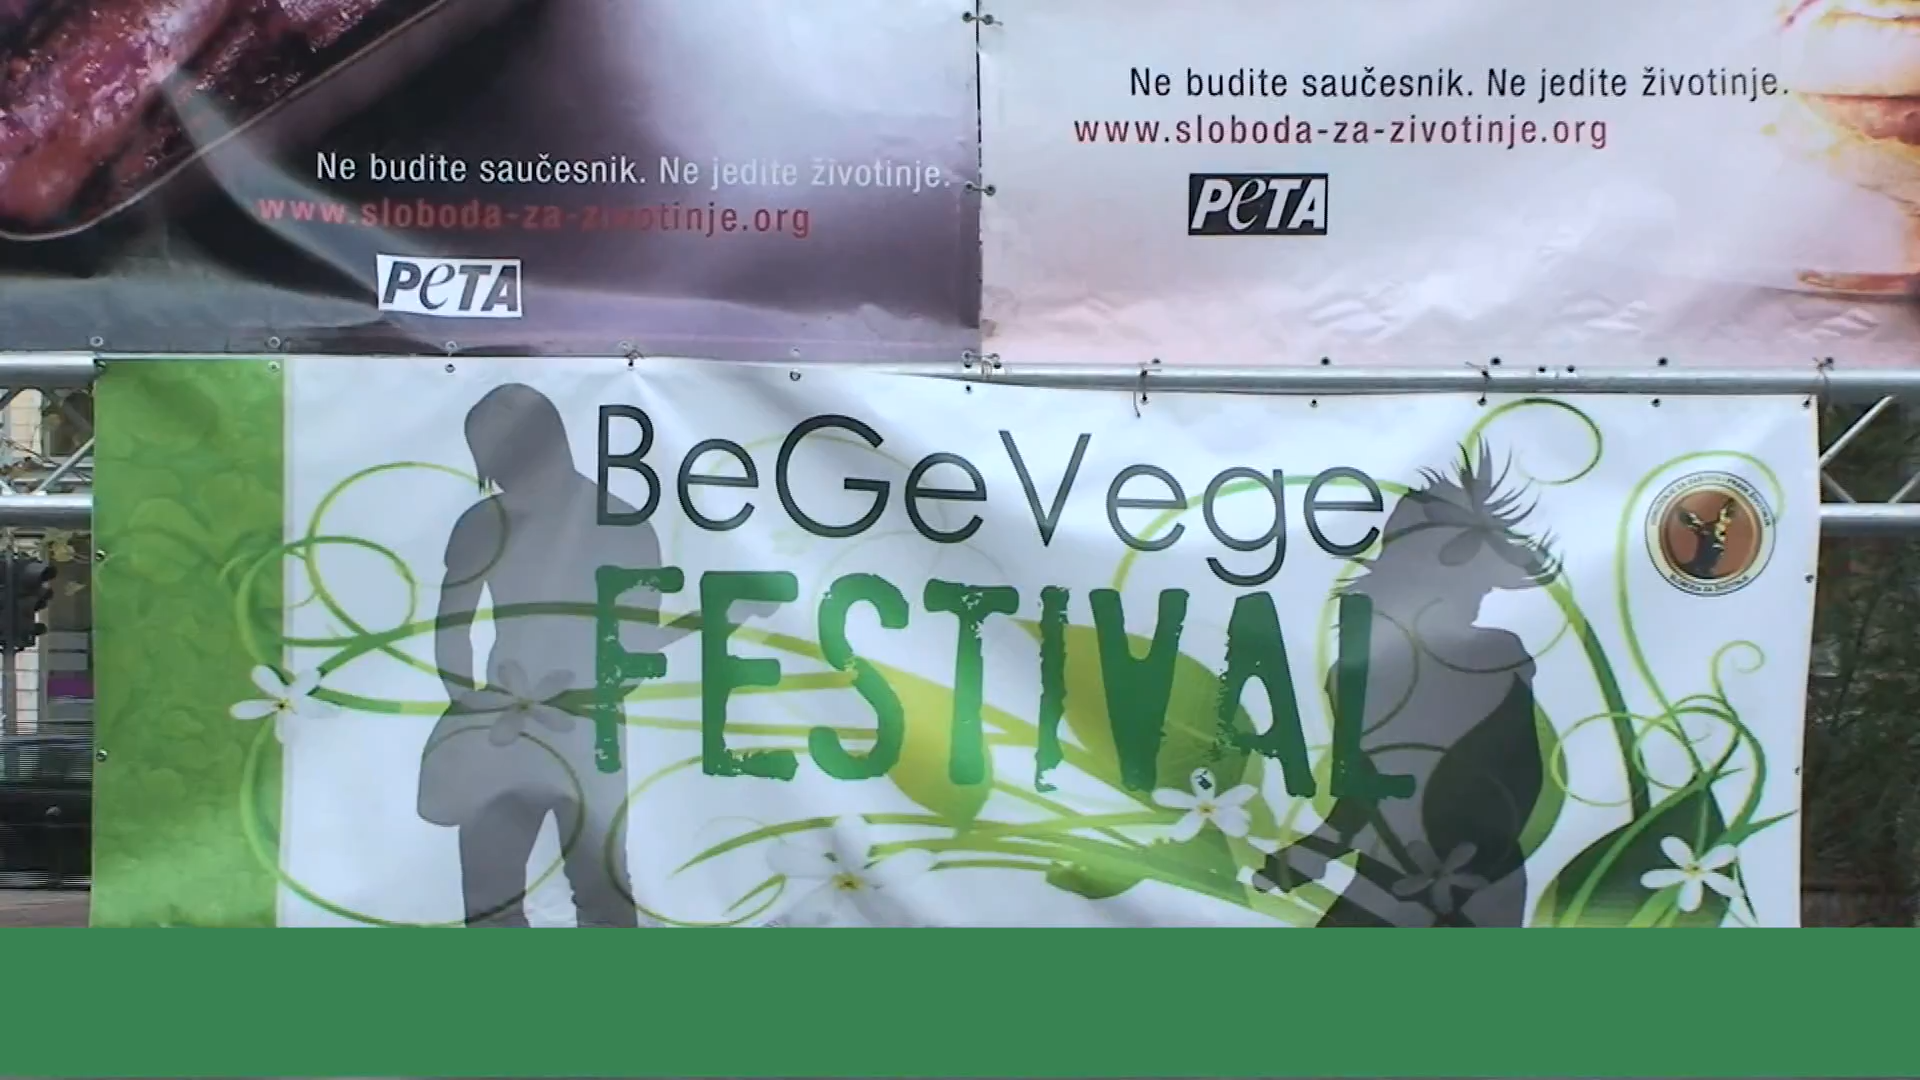 Ne budite saučesnik. Ne jedite životinje.
www.sloboda-za-zivotinje.org
PeTA
Ne budite saučesnik. Ne jedite životinje.
www.sloboda-za-zivotinje.org
PeTA
BeGeVege
FESTIVAL